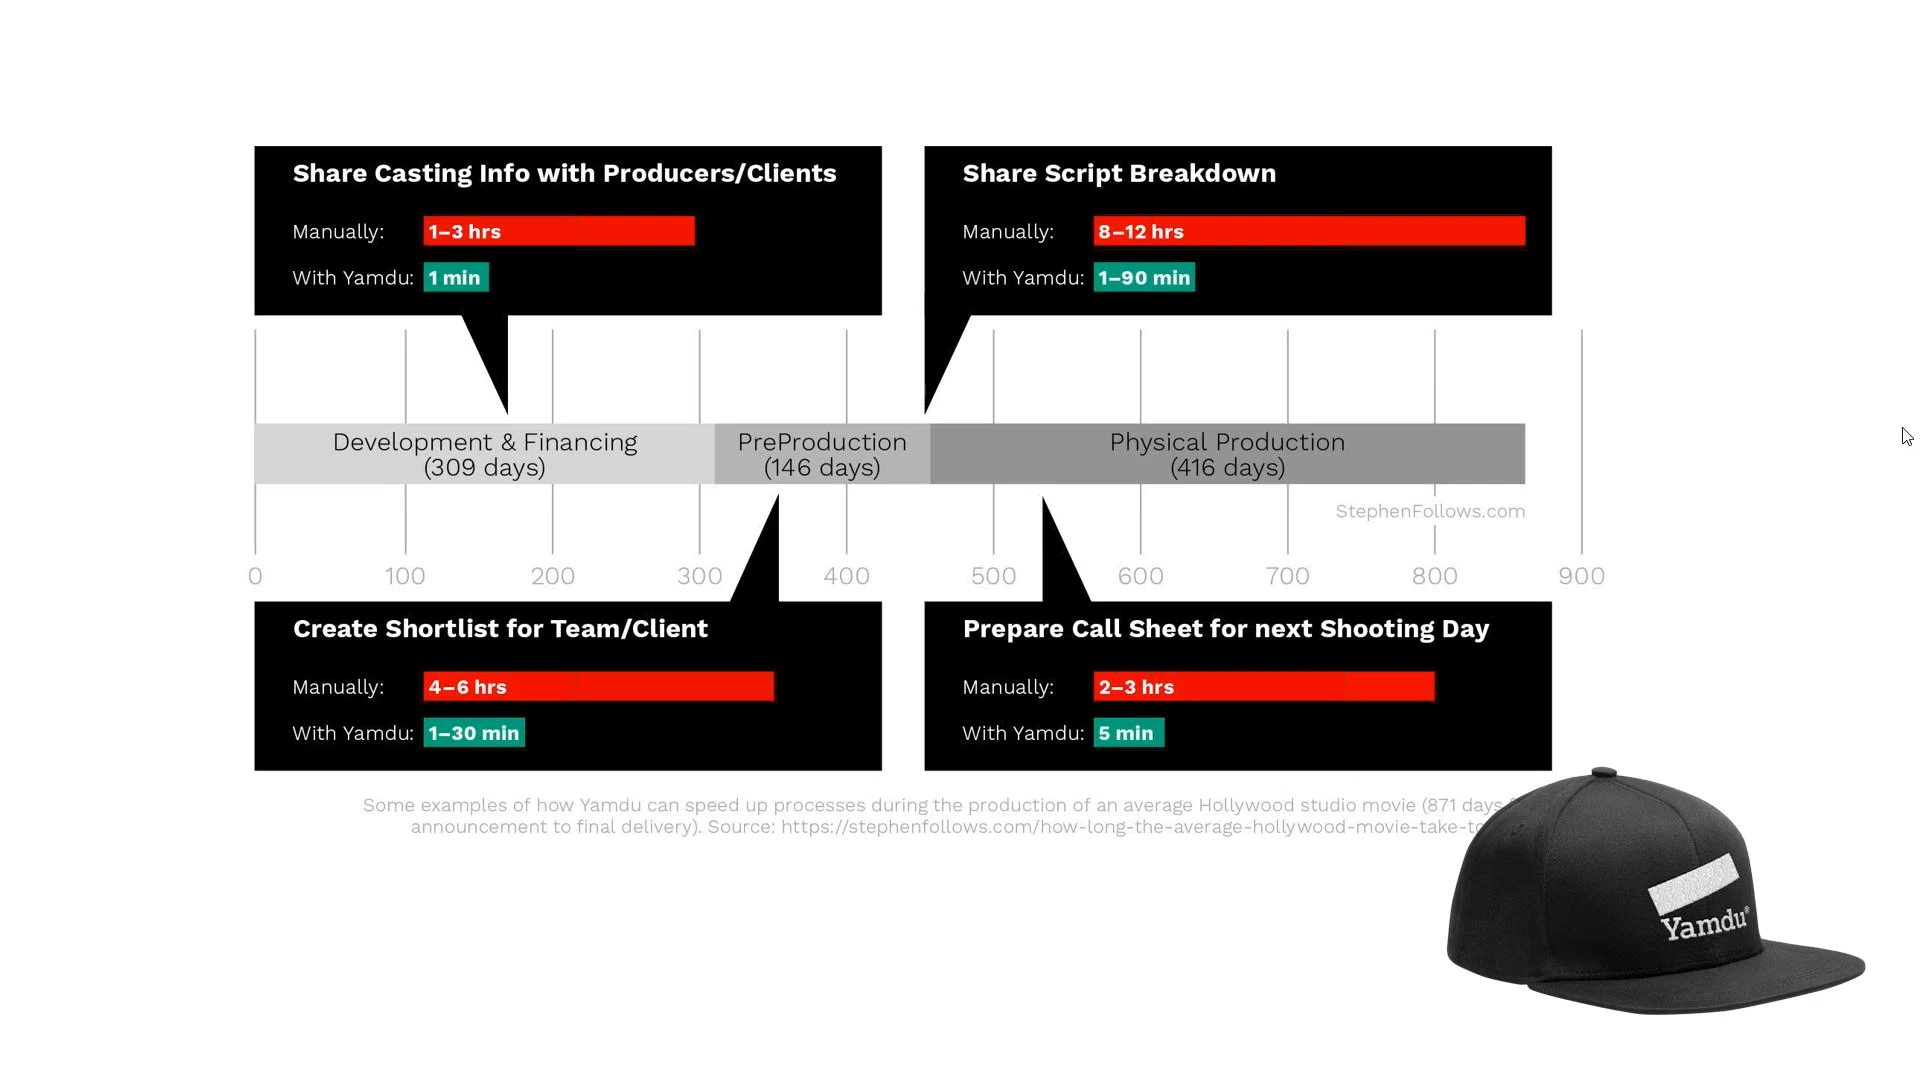 Share Casting Info with Producers/Clients
Manually: 1–3 hrs
With Yamdu: 1 min
Share Script Breakdown
Manually: 8–12 hrs
With Yamdu: 1–90 min
Development & Financing
(309 days)
PreProduction
(146 days)
Physical Production
(416 days)
StephenFollows.com
0 100 200 300 400 500 600 700 800 900
Create Shortlist for Team/Client
Manually: 4–6 hrs
With Yamdu: 1–30 min
Prepare Call Sheet for next Shooting Day
Manually: 2–3 hrs
With Yamdu: 5 min
Some examples of how Yamdu can speed up processes during the production of an average Hollywood studio movie (871 days
announcement to final delivery). Source: https://stephenfollows.com/how-long-the-average-hollywood-movie-take-to
Yamdu®